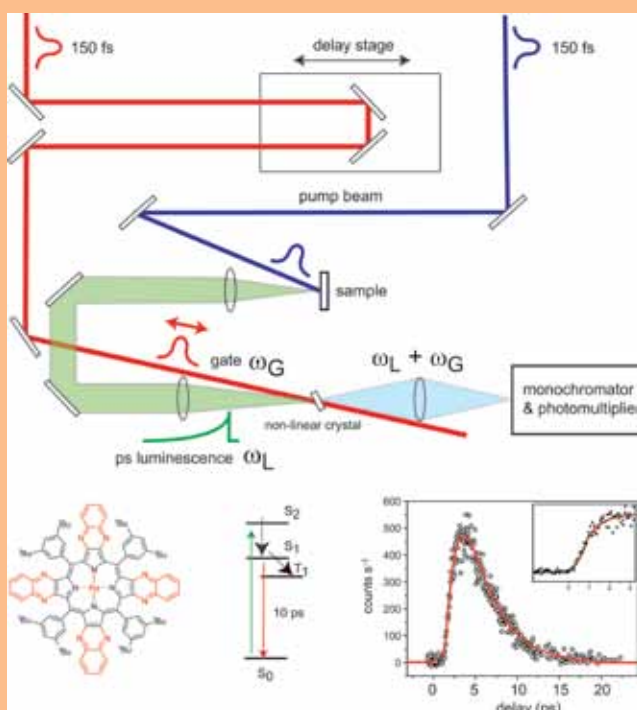 150 fs
delay stage
150 fs
pump beam
sample
gate ωG
ωL + ωG
monochromator
& photomultiplier
non-linear crystal
ps luminescence ωL
S2
S1
T1
10 ps
S0
600
500
400
300
200
100
0
counts s⁻¹
0 5 10 15 20
delay (ps)